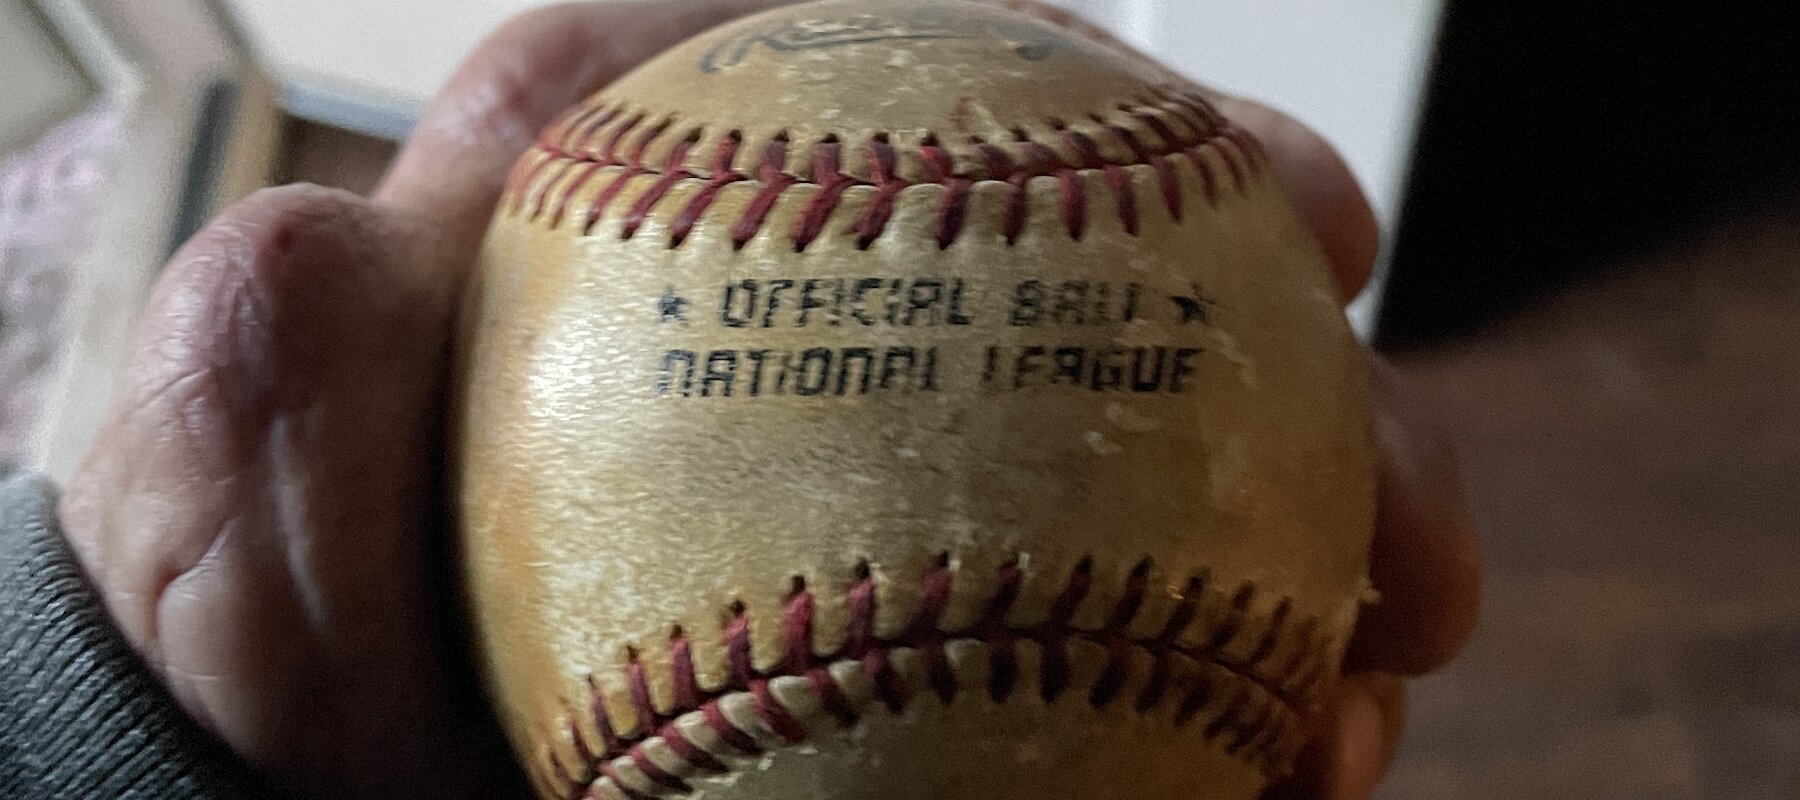 ★ OFFICIAL BALL ★
NATIONAL LEAGUE